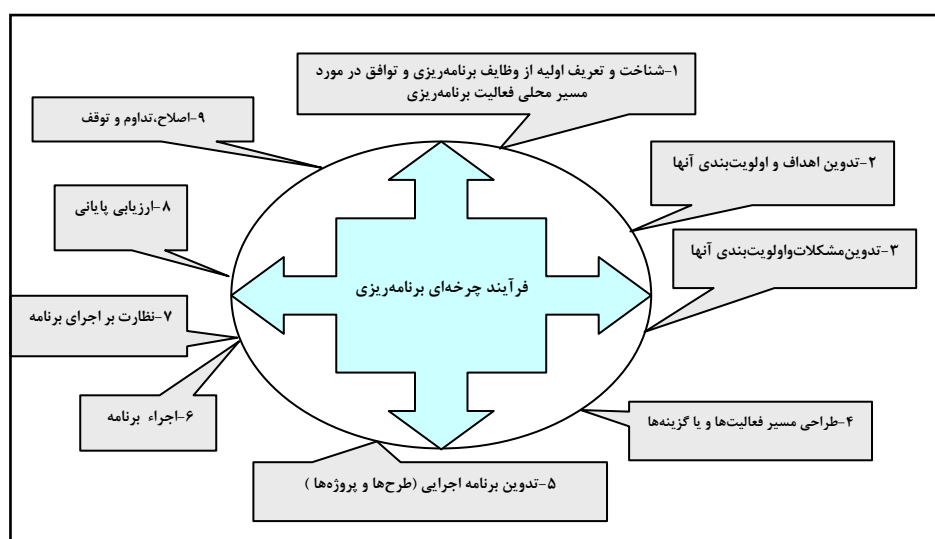 ۱-شناخت و تعریف اولیه از وظایف برنامه‌ریزی و توافق در مورد
مسیر محلی فعالیت برنامه‌ریزی
۲-تدوین اهداف و اولویت‌بندی آنها
۳-تدوین‌مشکلات‌واولویت‌بندی آنها
۴-طراحی مسیر فعالیت‌ها و یا گزینه‌ها
۵-تدوین برنامه اجرایی (طرح‌ها و پروژه‌ها )
۶-اجراء برنامه
۷-نظارت بر اجرای برنامه
۸-ارزیابی پایانی
۹-اصلاح،تداوم و توقف
فرآیند چرخه‌ای برنامه‌ریزی